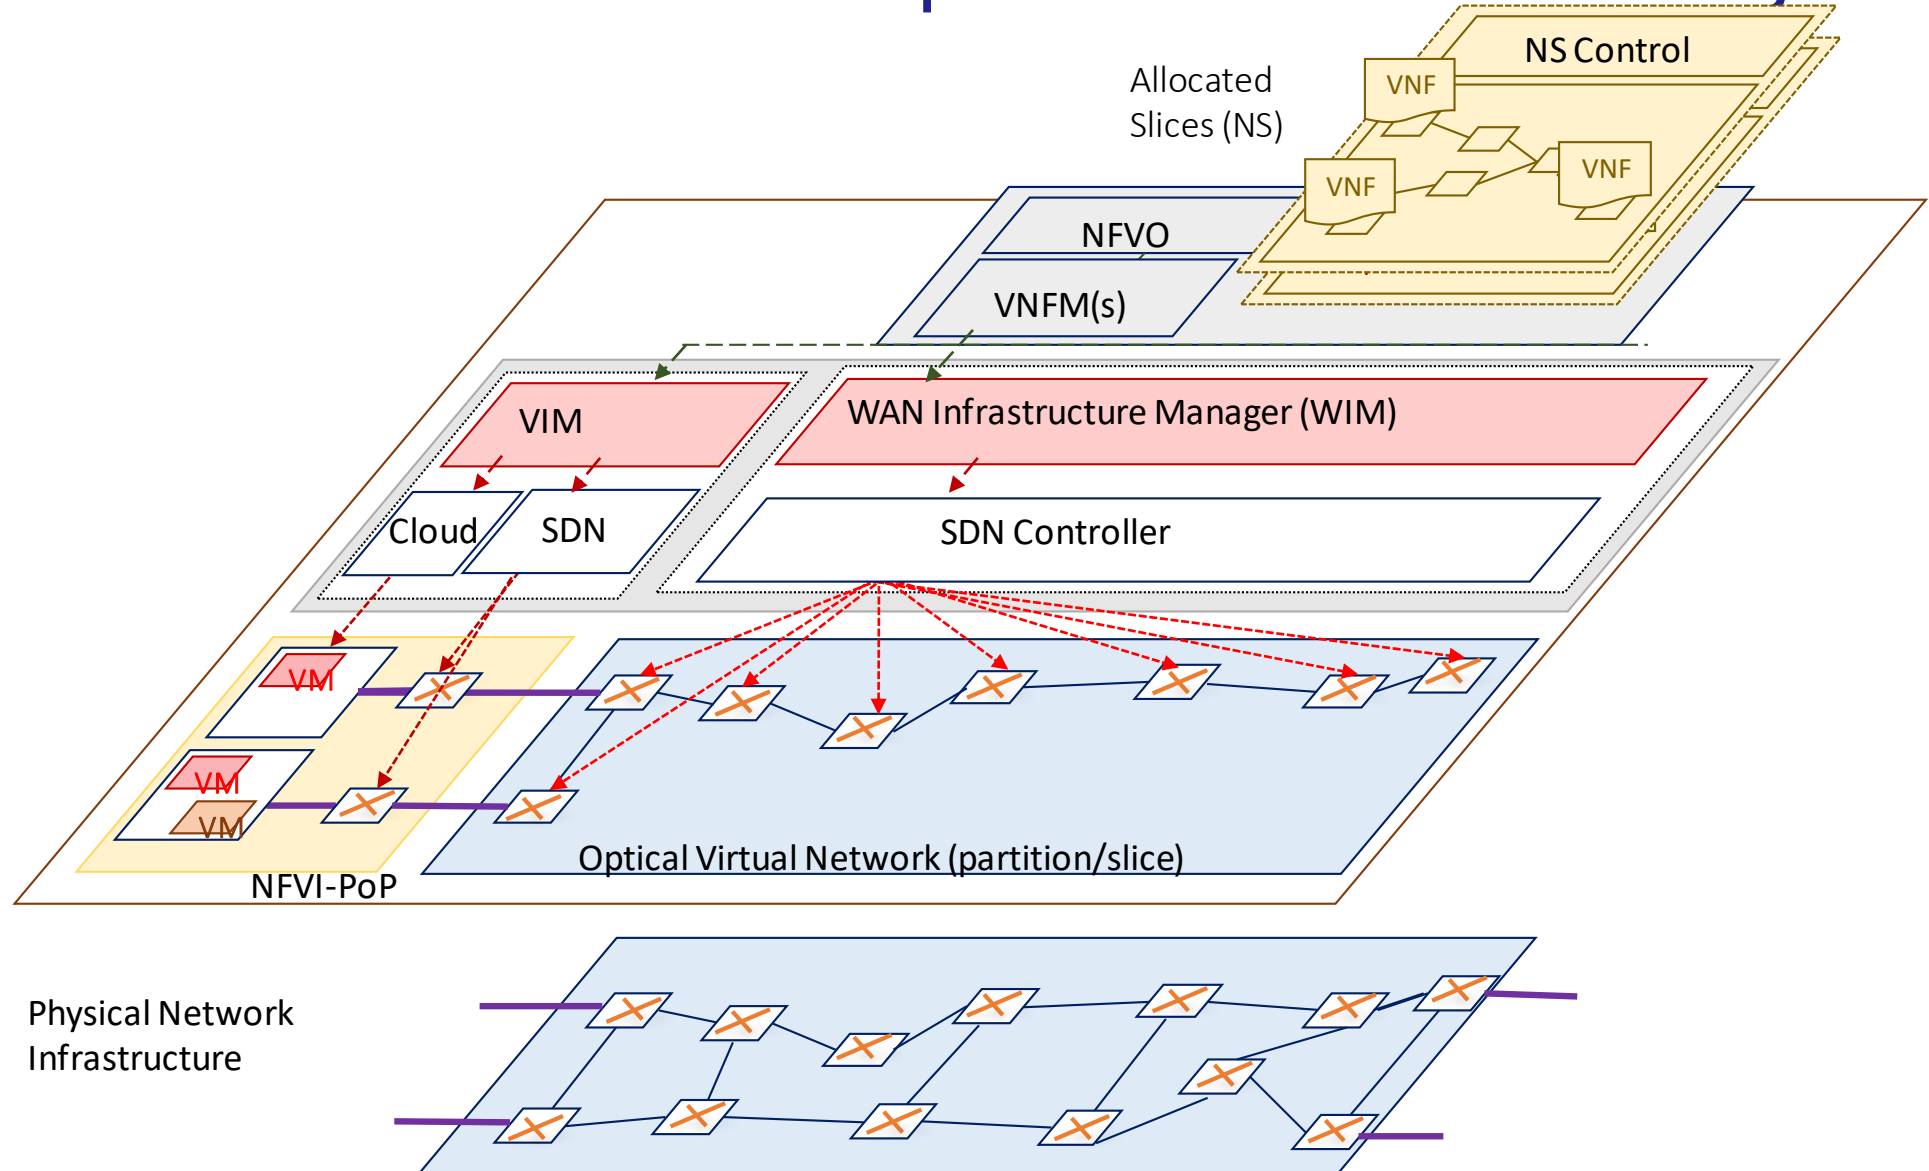 NS Control
Allocated
Slices (NS)
VNF
VNF
VNF
NFVO
VNFM(s)
VIM
WAN Infrastructure Manager (WIM)
Cloud
SDN
SDN Controller
VM
VM
VM
Optical Virtual Network (partition/slice)
NFVI-PoP
Physical Network
Infrastructure